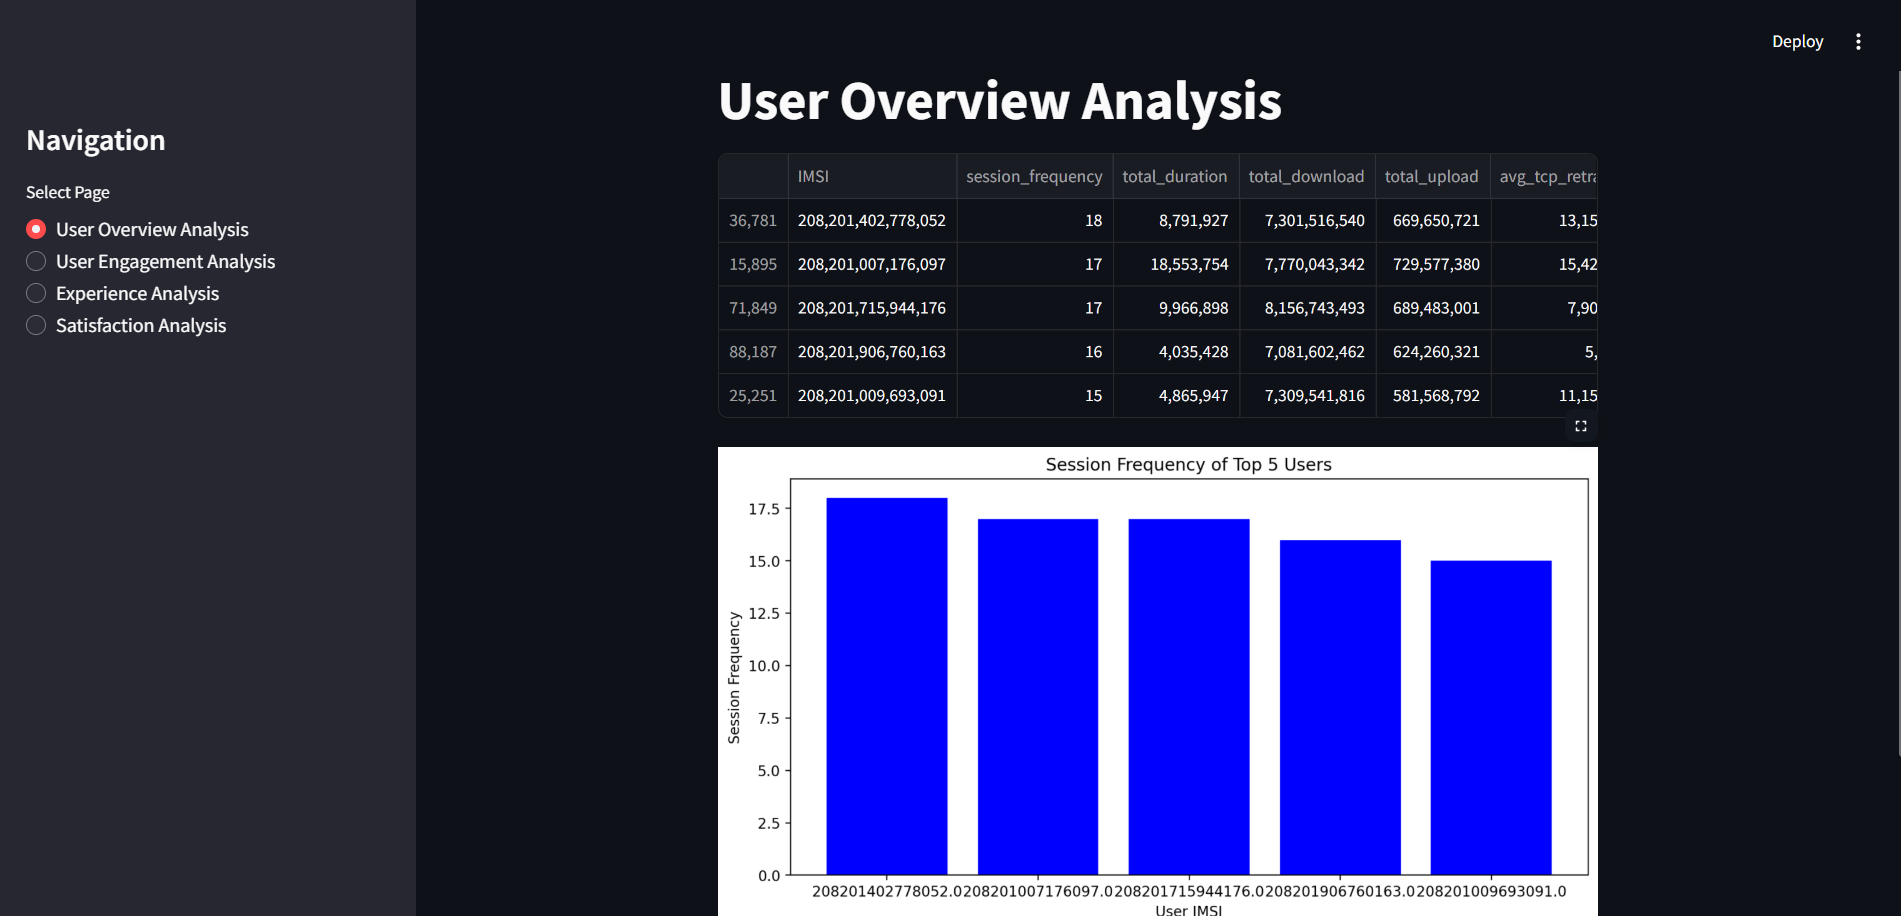 Deploy
Navigation
Select Page
User Overview Analysis
User Engagement Analysis
Experience Analysis
Satisfaction Analysis
User Overview Analysis
IMSI session_frequency total_duration total_download total_upload avg_tcp_retra
36,781 208,201,402,778,052 18 8,791,927 7,301,516,540 669,650,721 13,15
15,895 208,201,007,176,097 17 18,553,754 7,770,043,342 729,577,380 15,42
71,849 208,201,715,944,176 17 9,966,898 8,156,743,493 689,483,001 7,90
88,187 208,201,906,760,163 16 4,035,428 7,081,602,462 624,260,321 5,
25,251 208,201,009,693,091 15 4,865,947 7,309,541,816 581,568,792 11,15
Session Frequency of Top 5 Users
Session Frequency
17.5
15.0
12.5
10.0
7.5
5.0
2.5
0.0
208201402778052.0208201007176097.0208201715944176.0208201906760163.0208201009693091.0
User IMSI